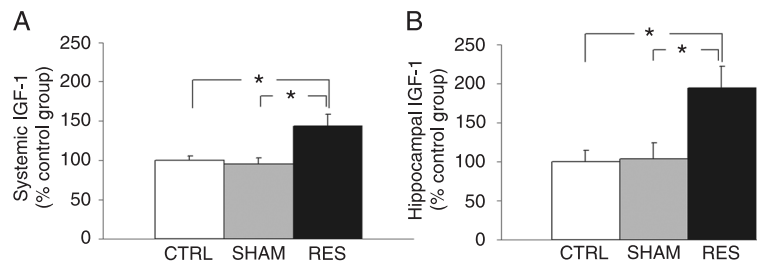 A
Systemic IGF-1
(% control group)
250
200
150
100
50
0
*
*
CTRL SHAM RES
B
Hippocampal IGF-1
(% control group)
250
200
150
100
50
0
*
*
CTRL SHAM RES